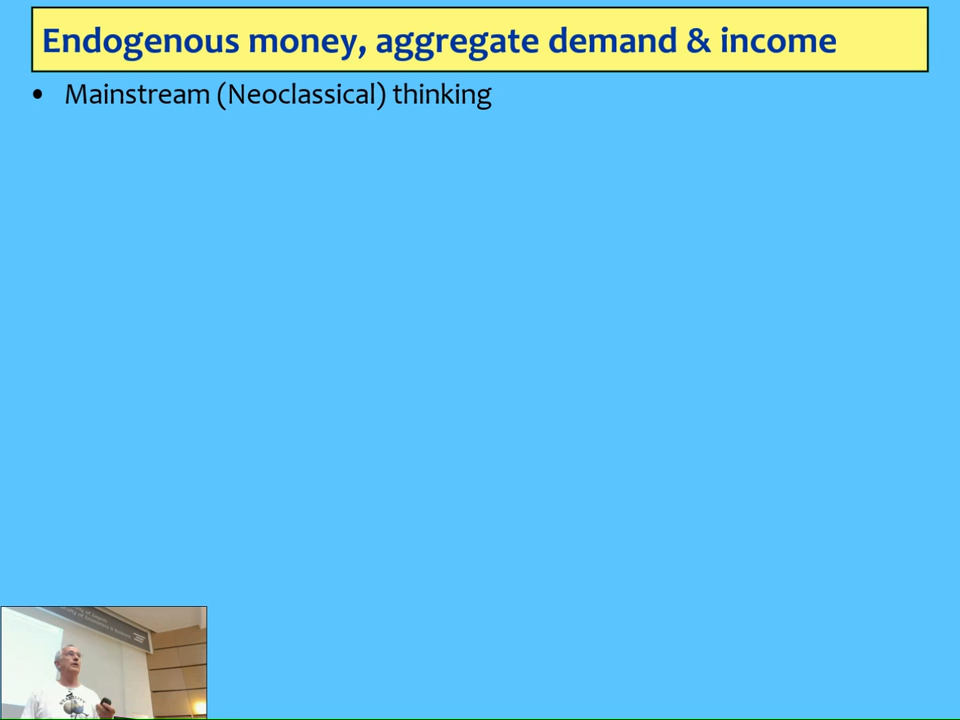 Endogenous money, aggregate demand & income
• Mainstream (Neoclassical) thinking